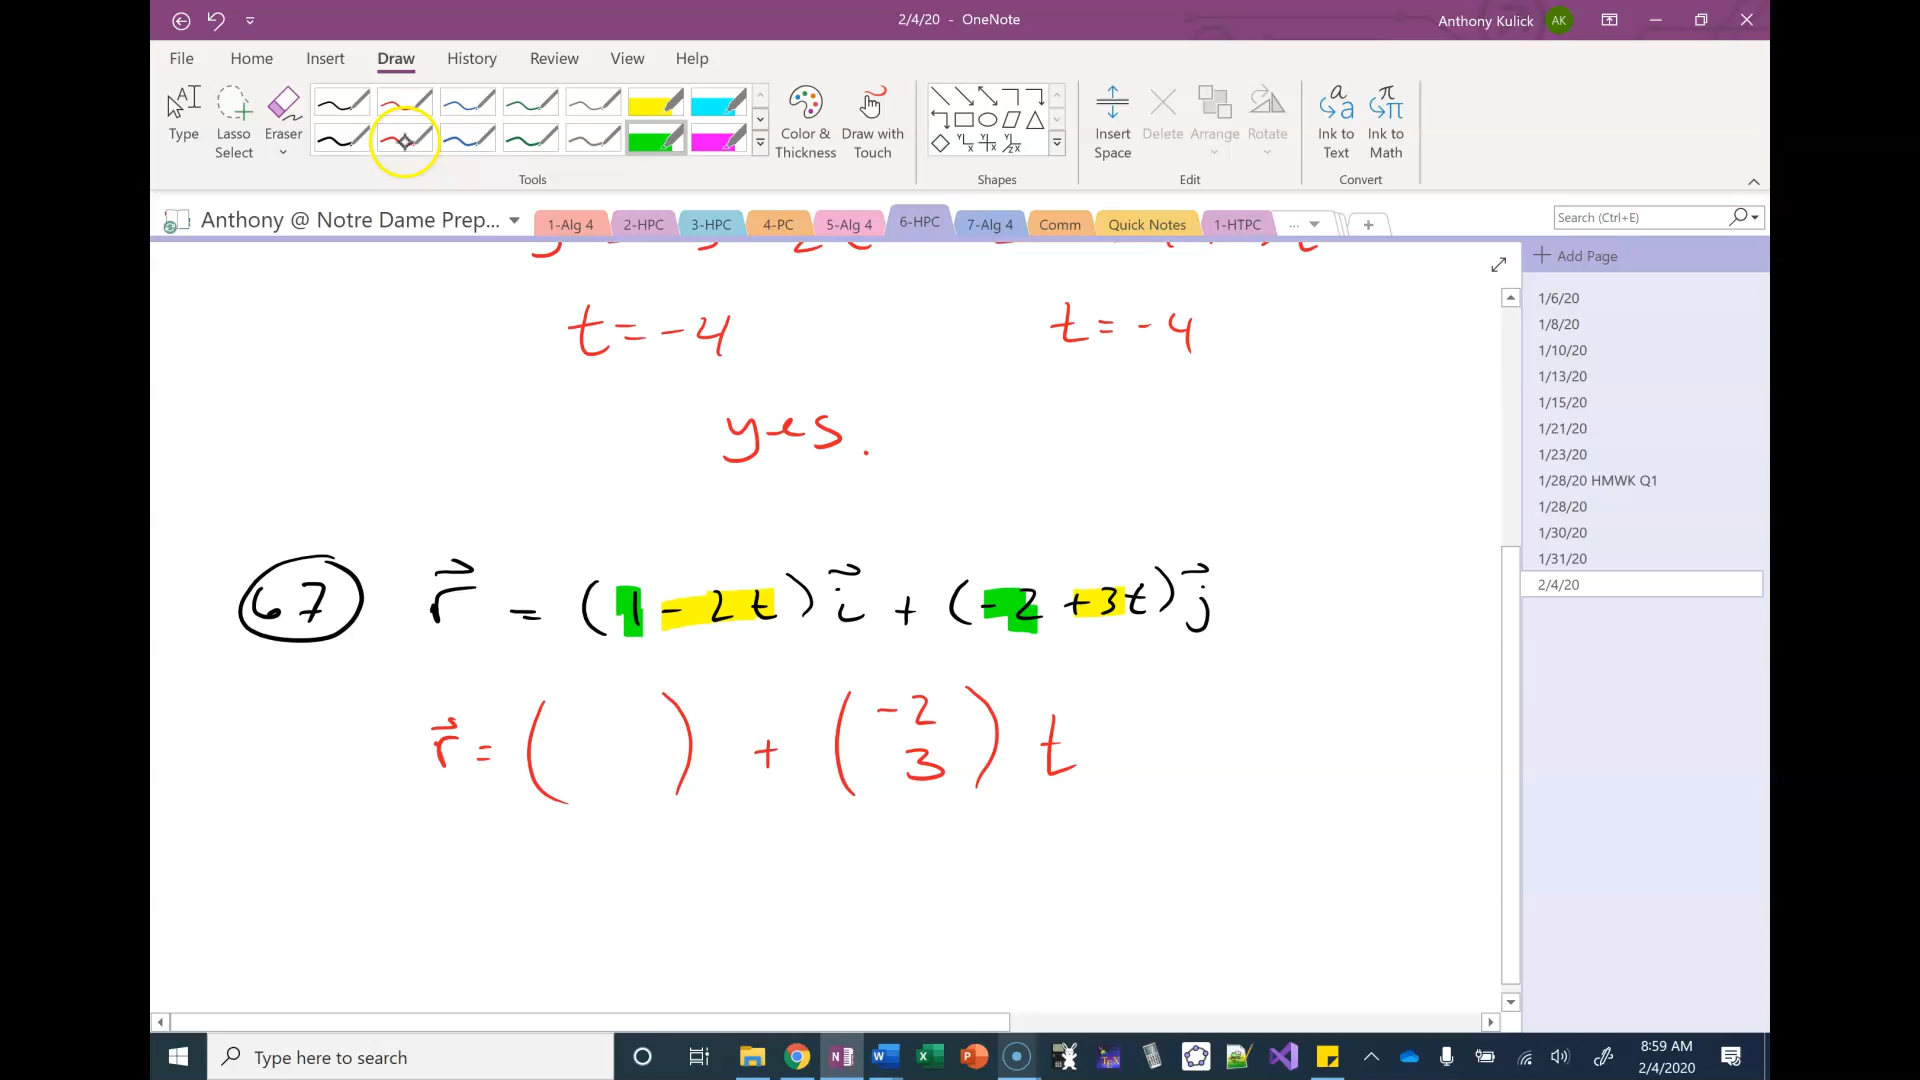 2/4/20 - OneNote
Anthony Kulick
AK
File Home Insert Draw History Review View Help
Type
Lasso Select
Eraser
Color & Thickness
Draw with Touch
Insert Space
Delete
Arrange
Rotate
Ink to Text
Ink to Math
Tools
Shapes
Edit
Convert
Anthony @ Notre Dame Prep...
1-Alg 4
2-HPC
3-HPC
4-PC
5-Alg 4
6-HPC
7-Alg 4
Comm
Quick Notes
1-HTPC
...
Search (Ctrl+E)
Add Page
1/6/20
1/8/20
1/10/20
1/13/20
1/15/20
1/21/20
1/23/20
1/28/20 HMWK Q1
1/28/20
1/30/20
1/31/20
2/4/20
t = -4
t = -4
yes.
67 r⃗ = (1 - 2t) i⃗ + (-2 + 3t) j⃗
r⃗ = ( ) + (-2 3) t
Type here to search
8:59 AM
2/4/2020